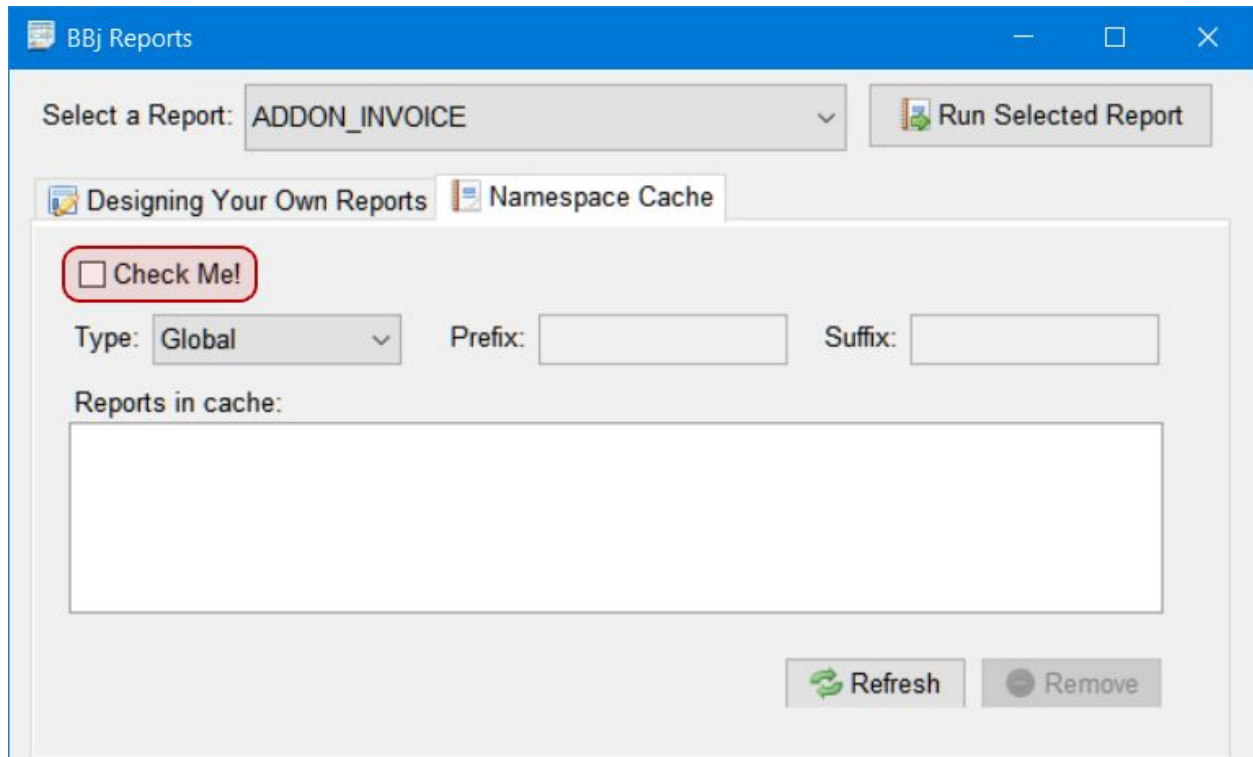 BBj Reports
Select a Report: ADDON_INVOICE Run Selected Report
Designing Your Own Reports Namespace Cache
Check Me!
Type: Global Prefix: Suffix:
Reports in cache:
Refresh Remove